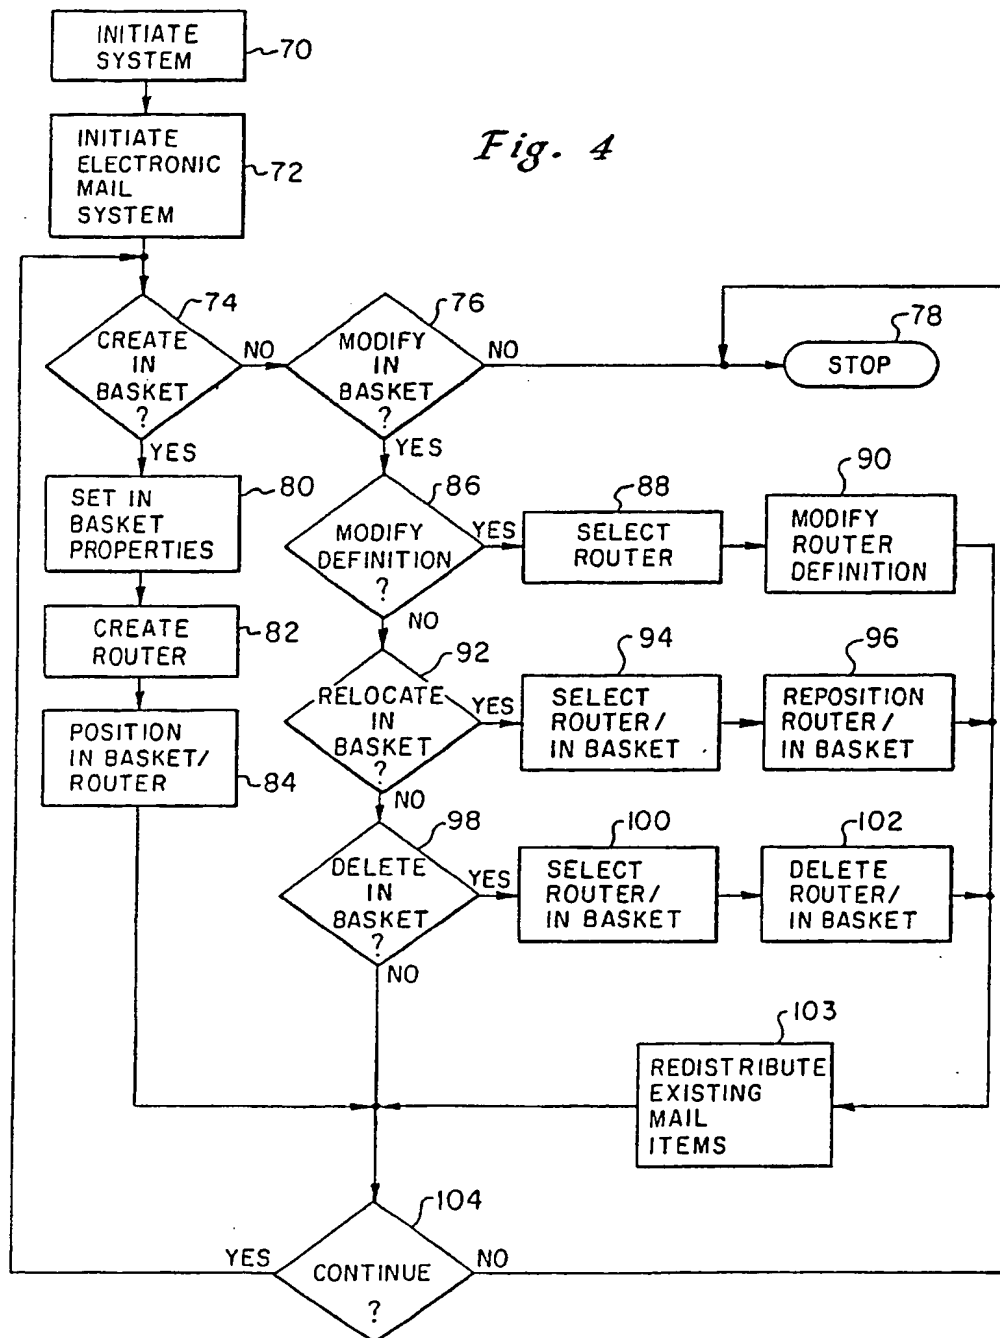 INITIATE
SYSTEM
70
INITIATE
ELECTRONIC
MAIL
SYSTEM
72
Fig. 4
CREATE
IN
BASKET
?
74
NO
YES
MODIFY
IN
BASKET
?
76
NO
YES
STOP
78
SET IN
BASKET
PROPERTIES
80
MODIFY
DEFINITION
?
86
YES
NO
SELECT
ROUTER
88
MODIFY
ROUTER
DEFINITION
90
CREATE
ROUTER
82
POSITION
IN BASKET/
ROUTER
84
RELOCATE
IN
BASKET
?
92
YES
NO
SELECT
ROUTER/
IN BASKET
94
REPOSITION
ROUTER/
IN BASKET
96
DELETE
IN
BASKET
?
98
YES
NO
SELECT
ROUTER/
IN BASKET
100
DELETE
ROUTER/
IN BASKET
102
REDISTRIBUTE
EXISTING
MAIL
ITEMS
103
CONTINUE
?
104
YES
NO